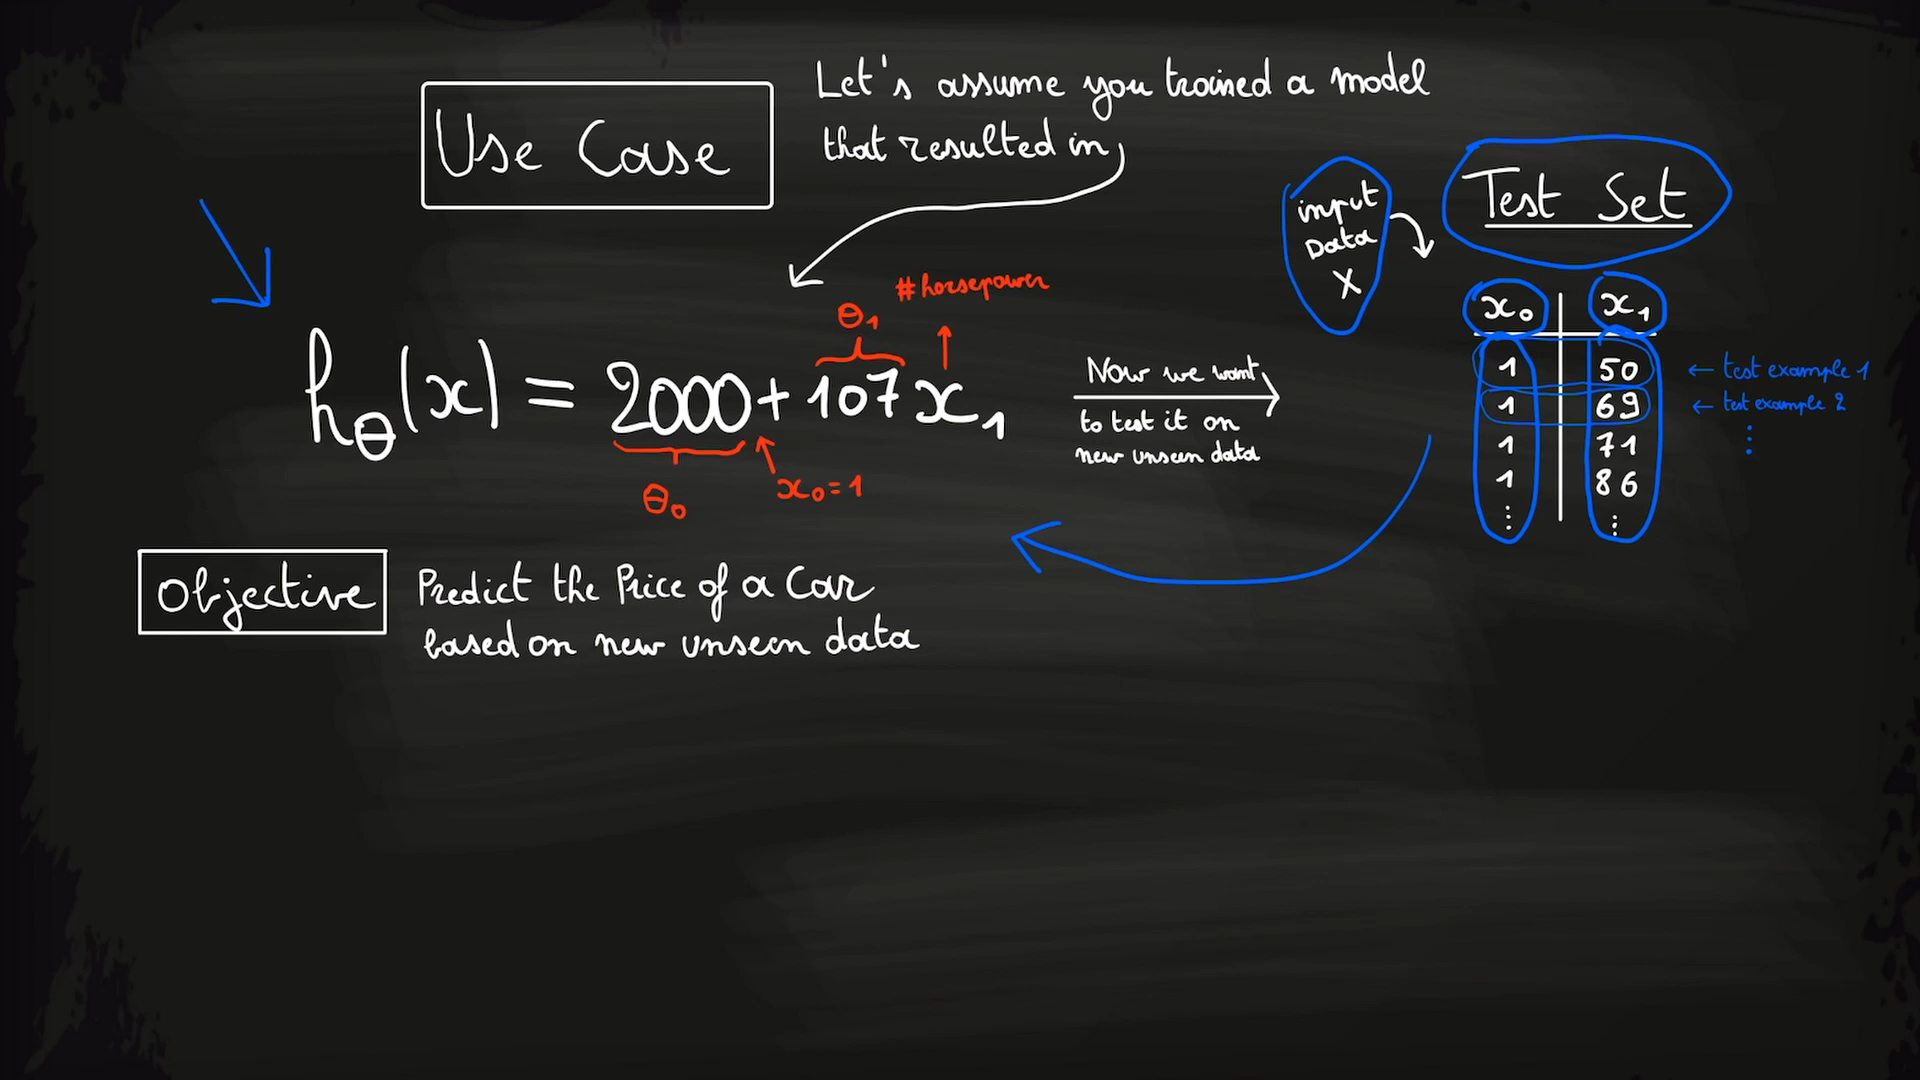 Use Case
Let's assume you trained a model
that resulted in
input
Data
X
Test Set
x₀ x₁
1 50 ← test example 1
1 69 ← test example 2
1 71 ⋮
1 86
⋮ ⋮
# horsepower
θ₁
hθ(x) = 2000 + 107 x₁
θ₀
x₀ = 1
Now we want
to test it on
new unseen data
Objective
Predict the Price of a Car
based on new unseen data